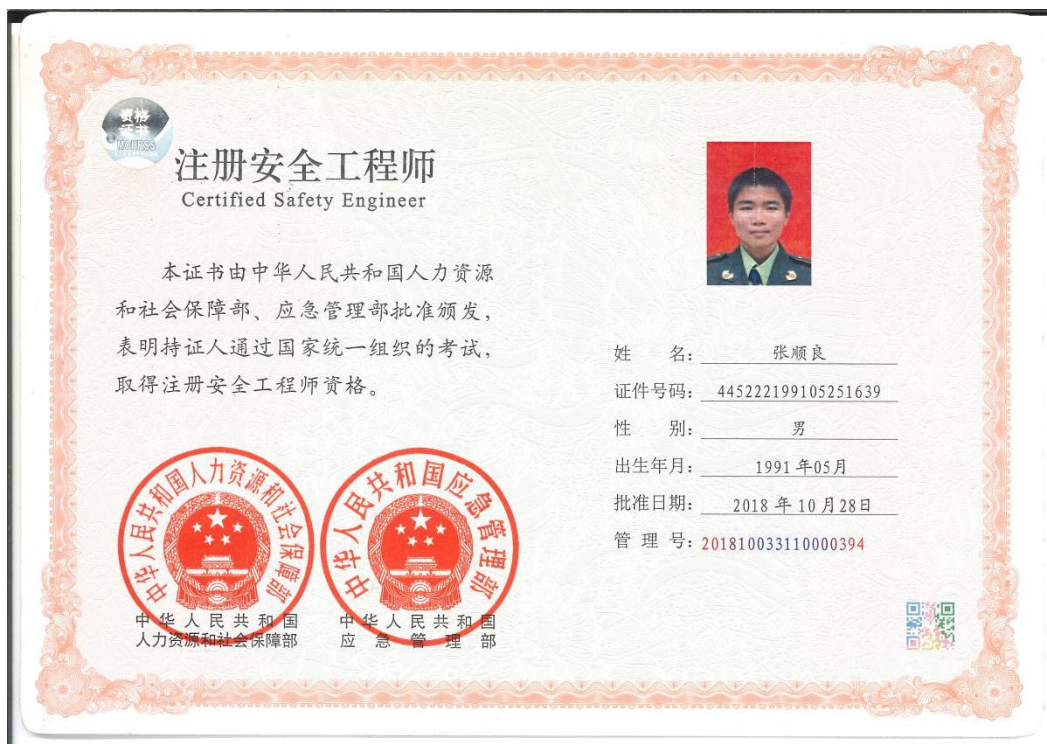 资格
证书
MOHRSS
注册安全工程师
Certified Safety Engineer
本证书由中华人民共和国人力资源
和社会保障部、应急管理部批准颁发，
表明持证人通过国家统一组织的考试，
取得注册安全工程师资格。
中华人民共和国人力资源和社会保障部
中华人民共和国
人力资源和社会保障部
中华人民共和国应急管理部
中华人民共和国
应急管理部
姓 名：张顺良
证件号码：445222199105251639
性 别：男
出生年月：1991年05月
批准日期：2018年10月28日
管 理 号：201810033110000394